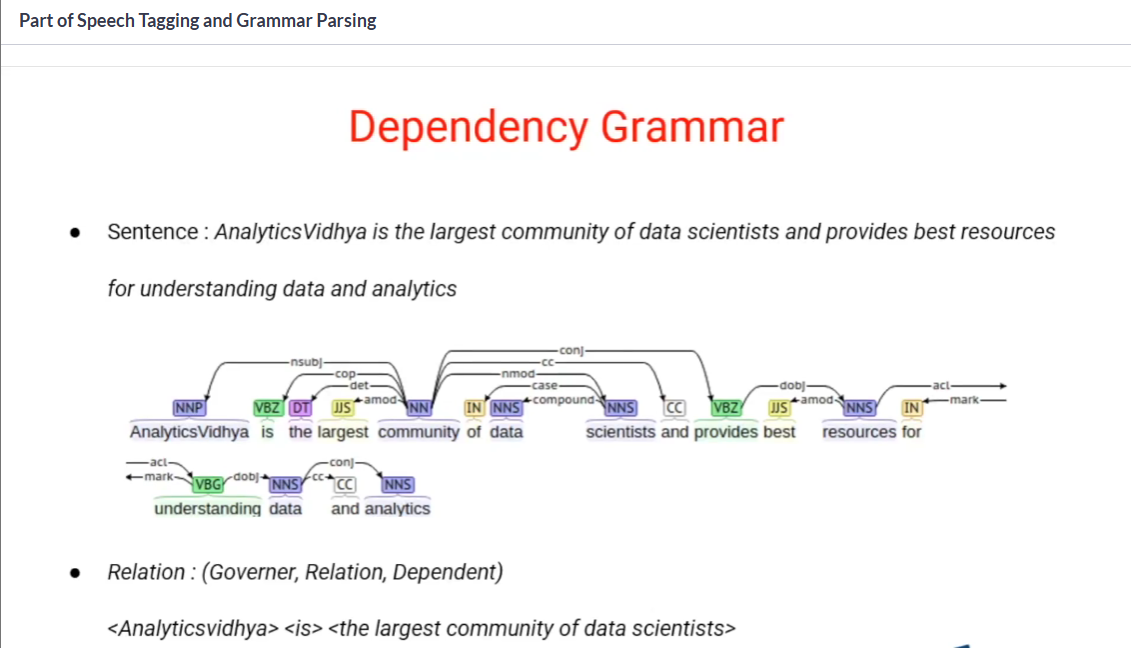 Part of Speech Tagging and Grammar Parsing
Dependency Grammar
● Sentence : AnalyticsVidhya is the largest community of data scientists and provides best resources
for understanding data and analytics
conj
nsubj cc
cop nmod
det case dobj acl
amod compound amod mark
NNP VBZ DT JJS NN IN NNS NNS CC VBZ JJS NNS IN
AnalyticsVidhya is the largest community of data scientists and provides best resources for
acl conj
mark dobj cc
VBG NNS CC NNS
understanding data and analytics
● Relation : (Governer, Relation, Dependent)
<Analyticsvidhya> <is> <the largest community of data scientists>